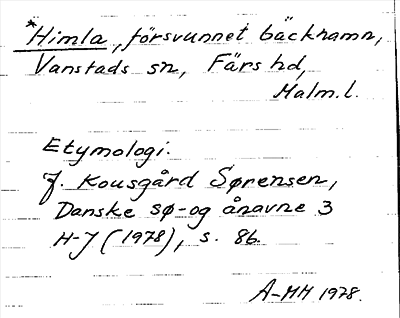 *Himla, försvunnet bäcknamn,
Vanstads sn, Färs hd,
Malm. l.
Etymologi.
J. Kousgård Sørensen,
Danske sø- og ånavne 3
H-J (1978), s. 86.
A-MH 1978.